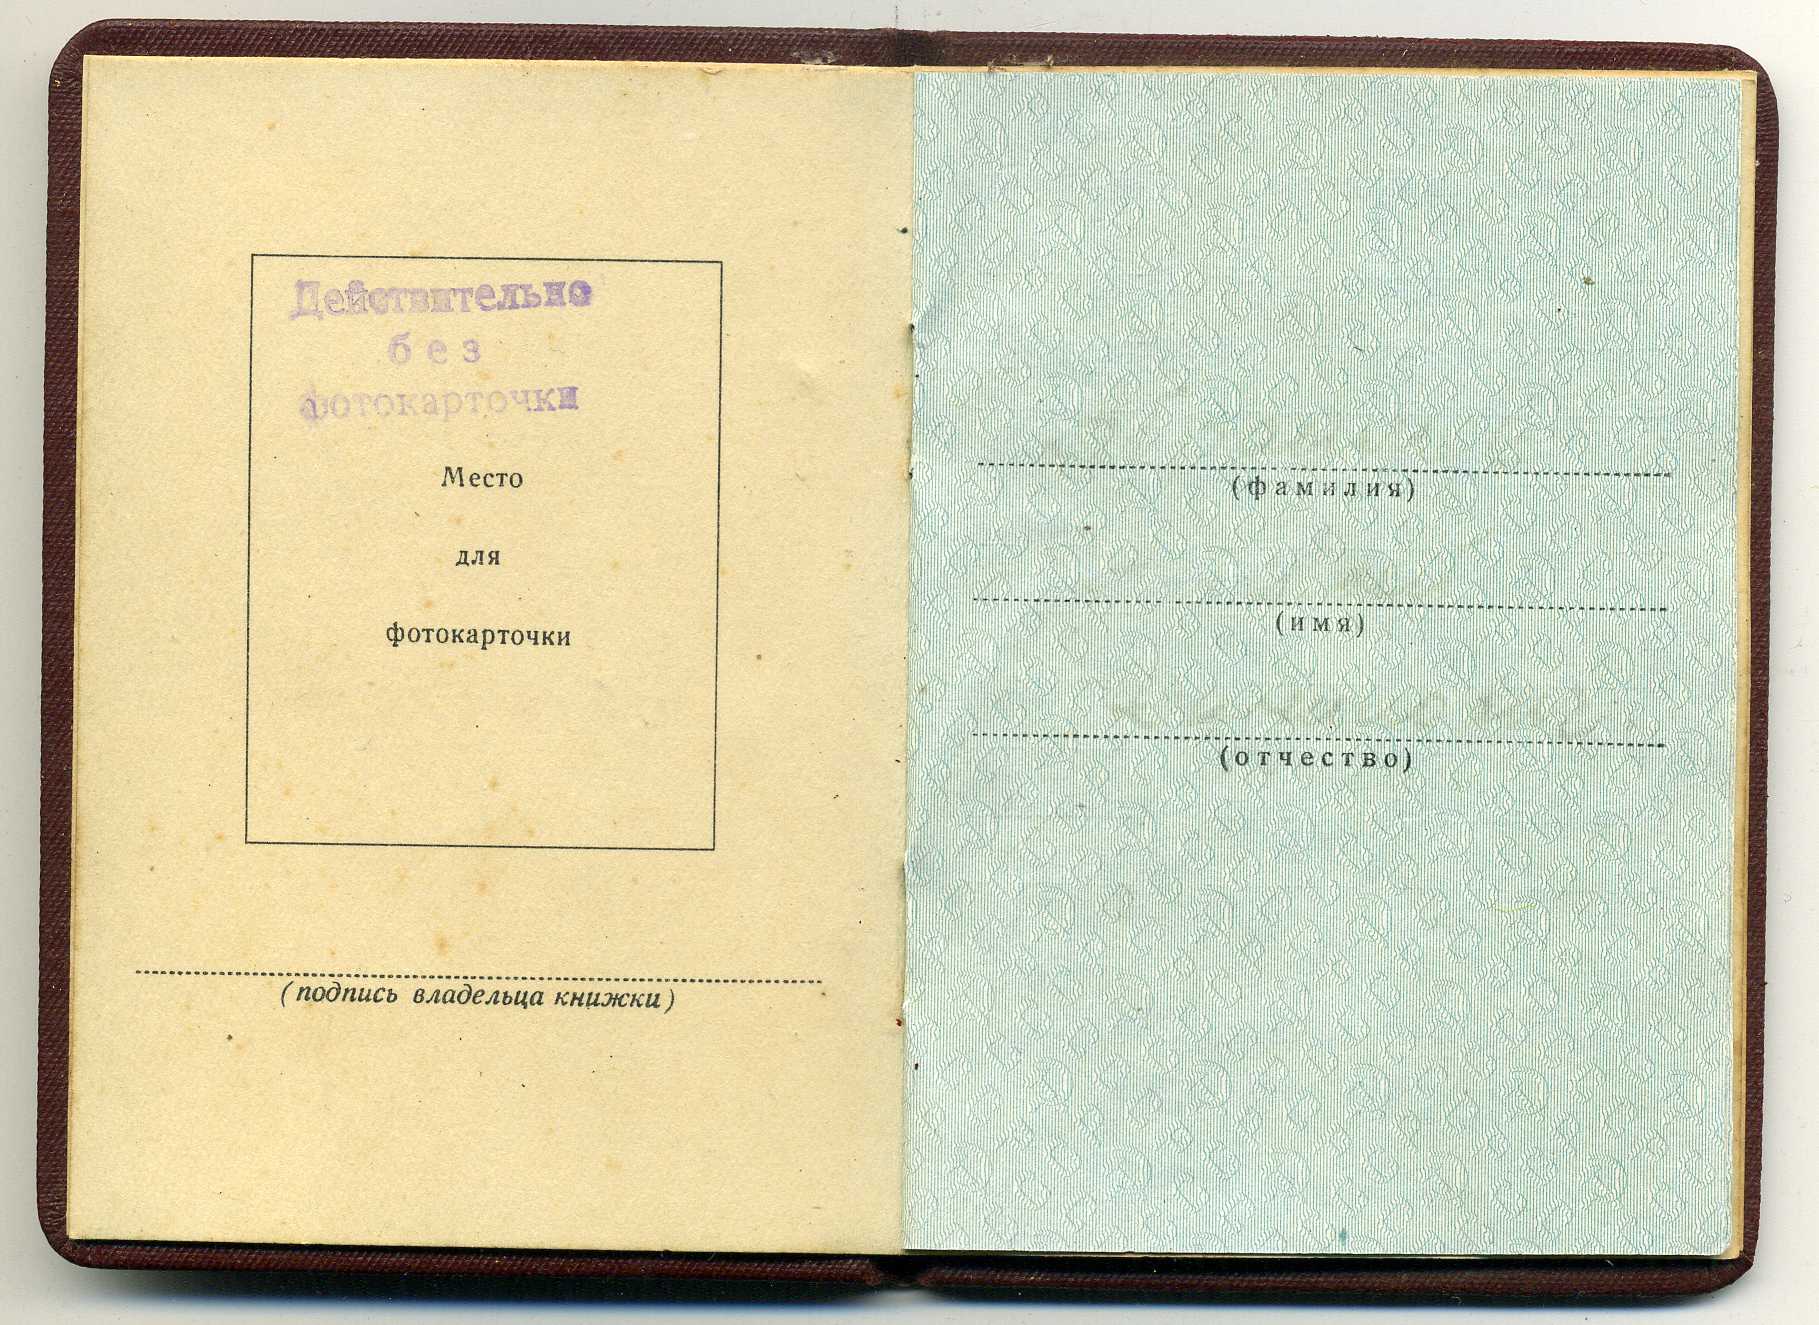 Действительно
без
фотокарточки
Место
для
фотокарточки
(подпись владельца книжки)
(фамилия)
(имя)
(отчество)